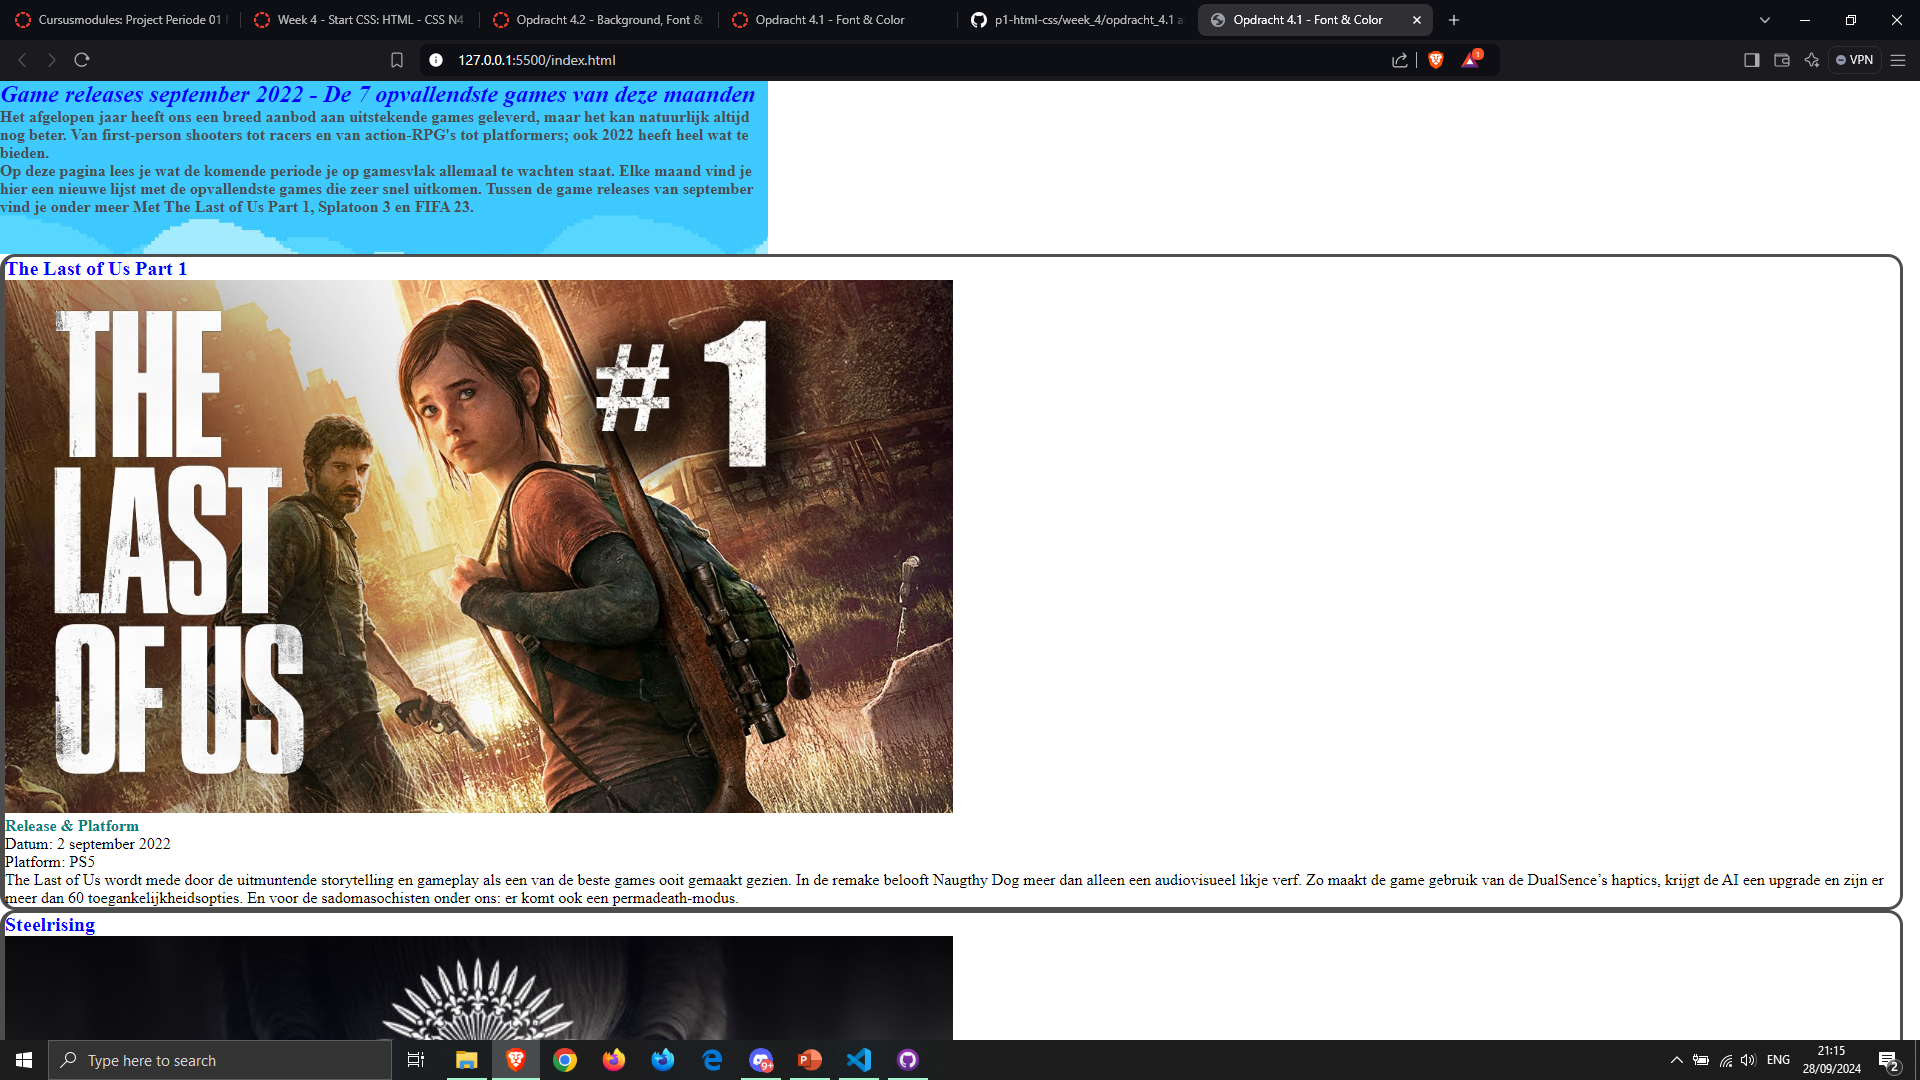 Cursusmodules: Project Periode 01
Week 4 - Start CSS: HTML - CSS N4
Opdracht 4.2 - Background, Font &
Opdracht 4.1 - Font & Color
p1-html-css/week_4/opdracht_4.1 a
Opdracht 4.1 - Font & Color
127.0.0.1:5500/index.html
1
VPN
Game releases september 2022 - De 7 opvallendste games van deze maanden
Het afgelopen jaar heeft ons een breed aanbod aan uitstekende games geleverd, maar het kan natuurlijk altijd
nog beter. Van first-person shooters tot racers en van action-RPG's tot platformers; ook 2022 heeft heel wat te
bieden.
Op deze pagina lees je wat de komende periode je op gamesvlak allemaal te wachten staat. Elke maand vind je
hier een nieuwe lijst met de opvallendste games die zeer snel uitkomen. Tussen de game releases van september
vind je onder meer Met The Last of Us Part 1, Splatoon 3 en FIFA 23.
The Last of Us Part 1
THE
LAST
OF US
#1
Release & Platform
Datum: 2 september 2022
Platform: PS5
The Last of Us wordt mede door de uitmuntende storytelling en gameplay als een van de beste games ooit gemaakt gezien. In de remake belooft Naugthy Dog meer dan alleen een audiovisueel likje verf. Zo maakt de game gebruik van de DualSence’s haptics, krijgt de AI een upgrade en zijn er
meer dan 60 toegankelijkheidsopties. En voor de sadomasochisten onder ons: er komt ook een permadeath-modus.
Steelrising
Type here to search
9+
ENG
21:15
28/09/2024
2